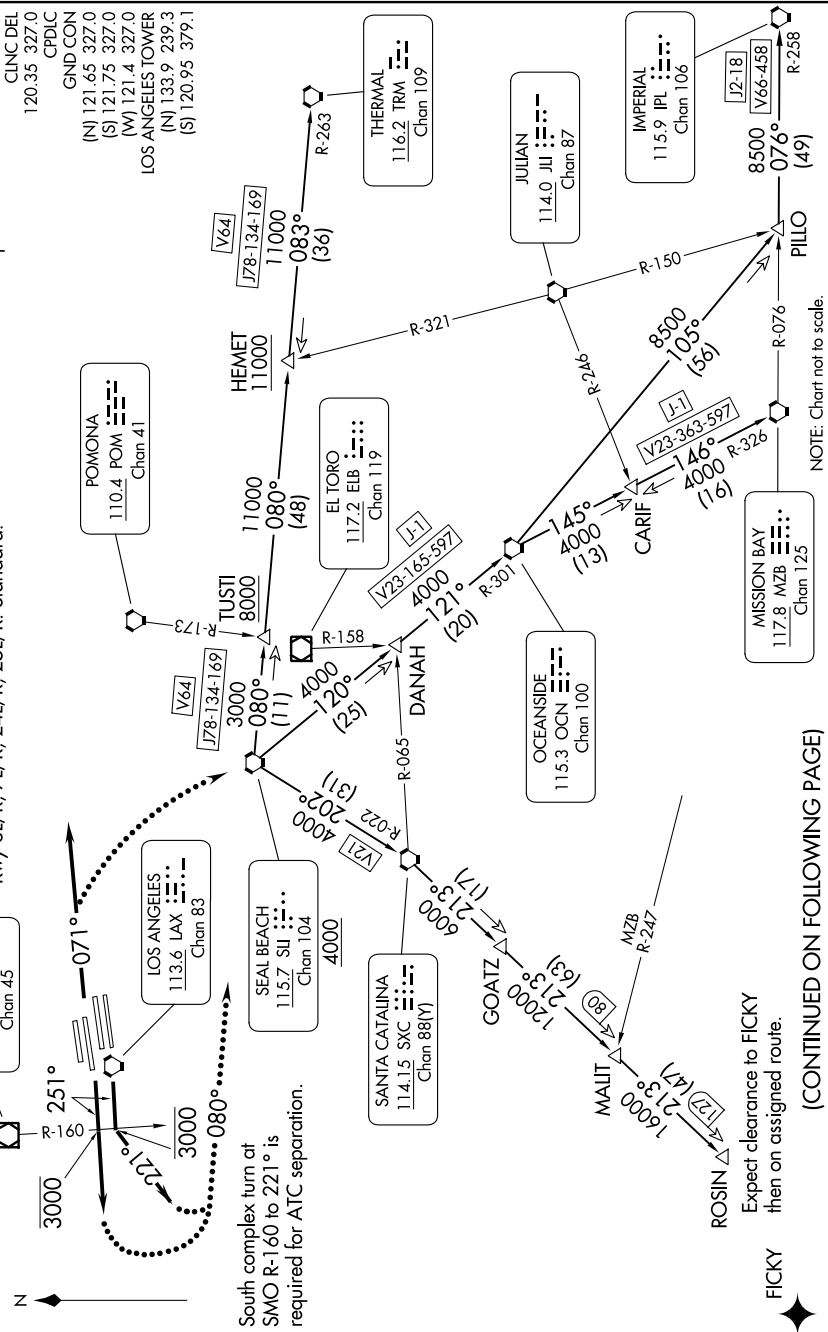 CLNC DEL
120.35 327.0
CPDLC
GND CON
(N) 121.65 327.0
(S) 121.75 327.0
(W) 121.4 327.0
LOS ANGELES TOWER
(N) 133.9 239.3
(S) 120.95 379.1
Chan 45
N
R-160
3000
251°
221°
3000
071°
080°
LOS ANGELES
113.6 LAX
Chan 83
South complex turn at
SMO R-160 to 221° is
required for ATC separation.
SEAL BEACH
115.7 SLI
Chan 104
4000
POMONA
110.4 POM
Chan 41
R-173
V64
J78-134-169
3000
080°
(11)
TUSTI
8000
11000
080°
(48)
HEMET
11000
V64
J78-134-169
11000
083°
(36)
R-263
THERMAL
116.2 TRM
Chan 109
EL TORO
117.2 ELB
Chan 119
R-158
4000
120°
(25)
DANAH
R-065
J-1
V23-165-597
4000
121°
(20)
R-301
OCEANSIDE
115.3 OCN
Chan 100
145°
4000
(13)
CARIF
J-1
V23-363-597
146°
4000
(16)
R-326
MISSION BAY
117.8 MZB
Chan 125
R-321
R-246
R-150
JULIAN
114.0 JLI
Chan 87
8500
105°
(56)
PILLO
R-076
8500
076°
(49)
J2-18
V66-458
R-258
IMPERIAL
115.9 IPL
Chan 106
4000
202°
(31)
R-022
V21
SANTA CATALINA
114.15 SXC
Chan 88(Y)
6000
213°
(17)
GOATZ
12000
213°
(63)
80
MALIT
MZB
R-247
16000
213°
(47)
127
ROSIN
FICKY
Expect clearance to FICKY
then on assigned route.
NOTE: Chart not to scale.
(CONTINUED ON FOLLOWING PAGE)